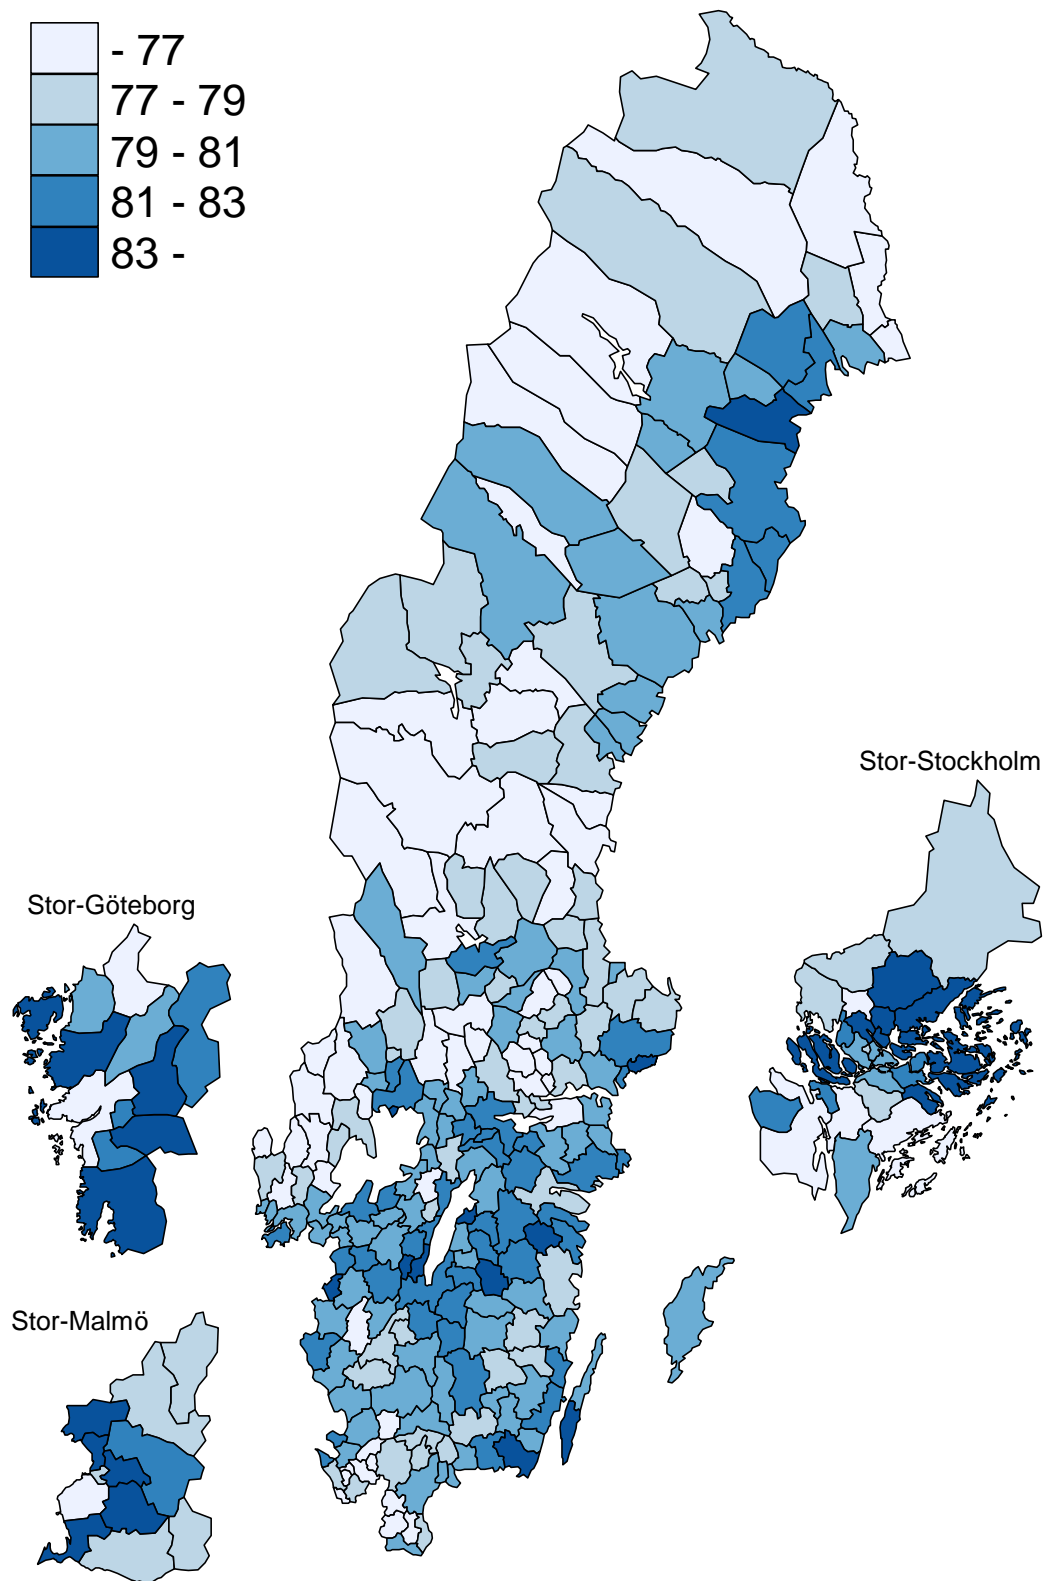 - 77
77 - 79
79 - 81
81 - 83
83 -
Stor-Stockholm
Stor-Göteborg
Stor-Malmö